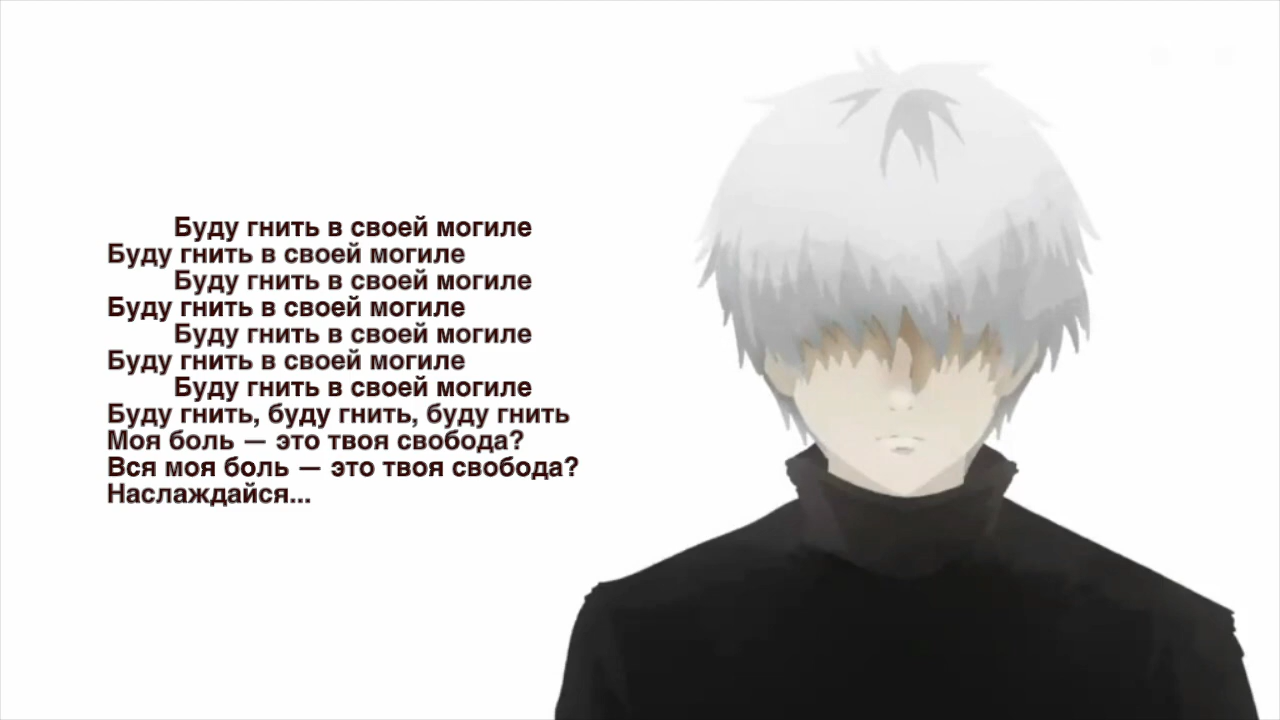 Буду гнить в своей могиле
Буду гнить в своей могиле
Буду гнить в своей могиле
Буду гнить в своей могиле
Буду гнить в своей могиле
Буду гнить в своей могиле
Буду гнить в своей могиле
Буду гнить, буду гнить, буду гнить
Моя боль — это твоя свобода?
Вся моя боль — это твоя свобода?
Наслаждайся...